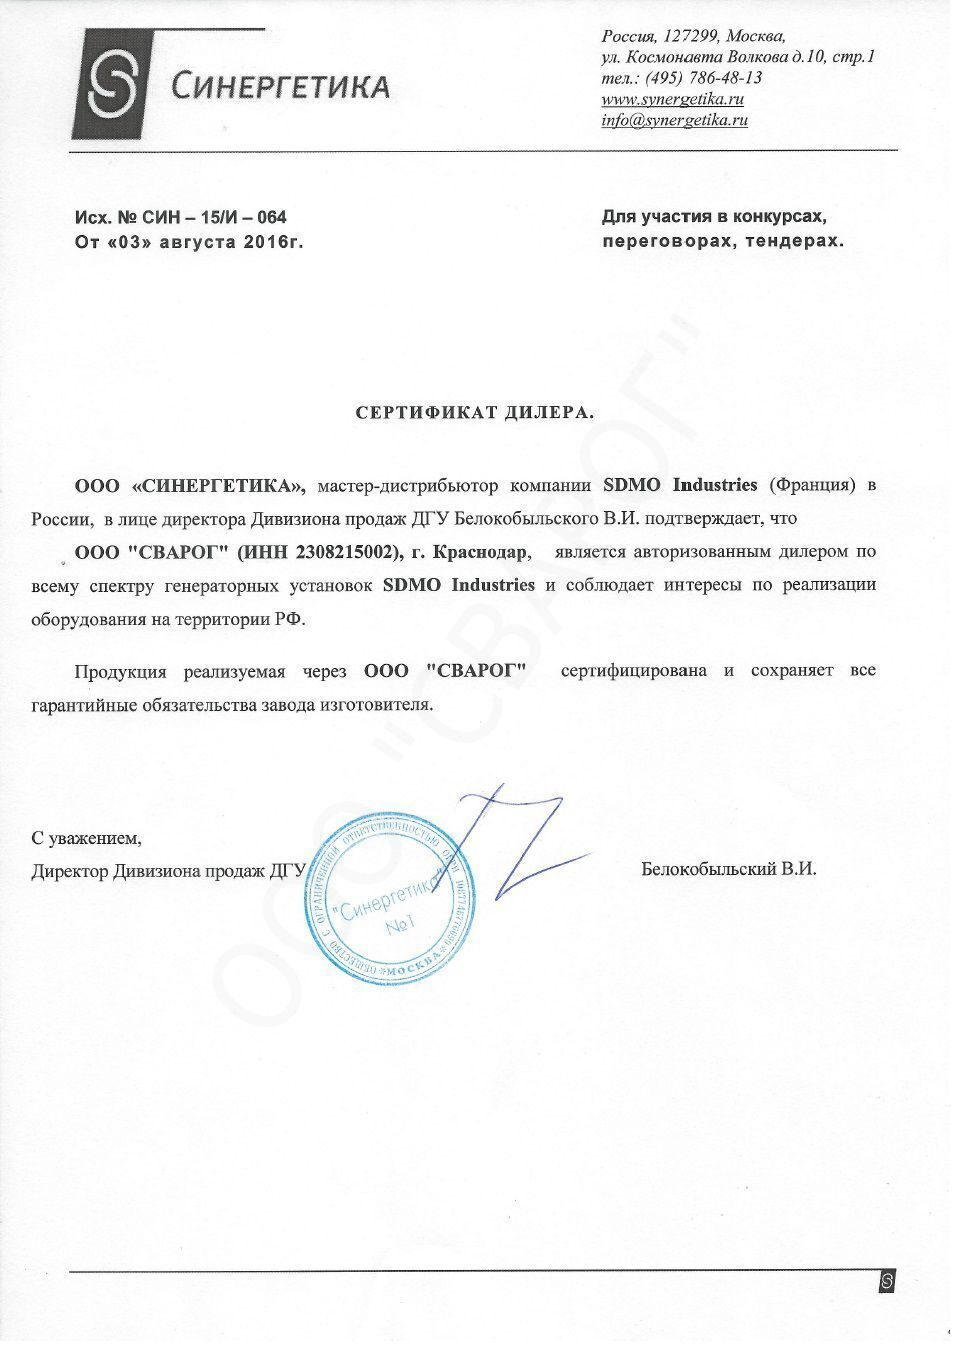 СИНЕРГЕТИКА
Россия, 127299, Москва,
ул. Космонавта Волкова д.10, стр.1
тел.: (495) 786-48-13
www.synergetika.ru
info@synergetika.ru
Исх. № СИН – 15/И – 064
От «03» августа 2016г.
Для участия в конкурсах,
переговорах, тендерах.
СЕРТИФИКАТ ДИЛЕРА.
ООО «СИНЕРГЕТИКА», мастер-дистрибьютор компании SDMO Industries (Франция) в
России, в лице директора Дивизиона продаж ДГУ Белокобыльского В.И. подтверждает, что
ООО "СВАРОГ" (ИНН 2308215002), г. Краснодар, является авторизованным дилером по
всему спектру генераторных установок SDMO Industries и соблюдает интересы по реализации
оборудования на территории РФ.
Продукция реализуемая через ООО "СВАРОГ" сертифицирована и сохраняет все
гарантийные обязательства завода изготовителя.
С уважением,
Директор Дивизиона продаж ДГУ
Белокобыльский В.И.
ОБЩЕСТВО С ОГРАНИЧЕННОЙ ОТВЕТСТВЕННОСТЬЮ ОГРН
"Синергетика"
№1
*МОСКВА*
ООО "СВАРОГ"